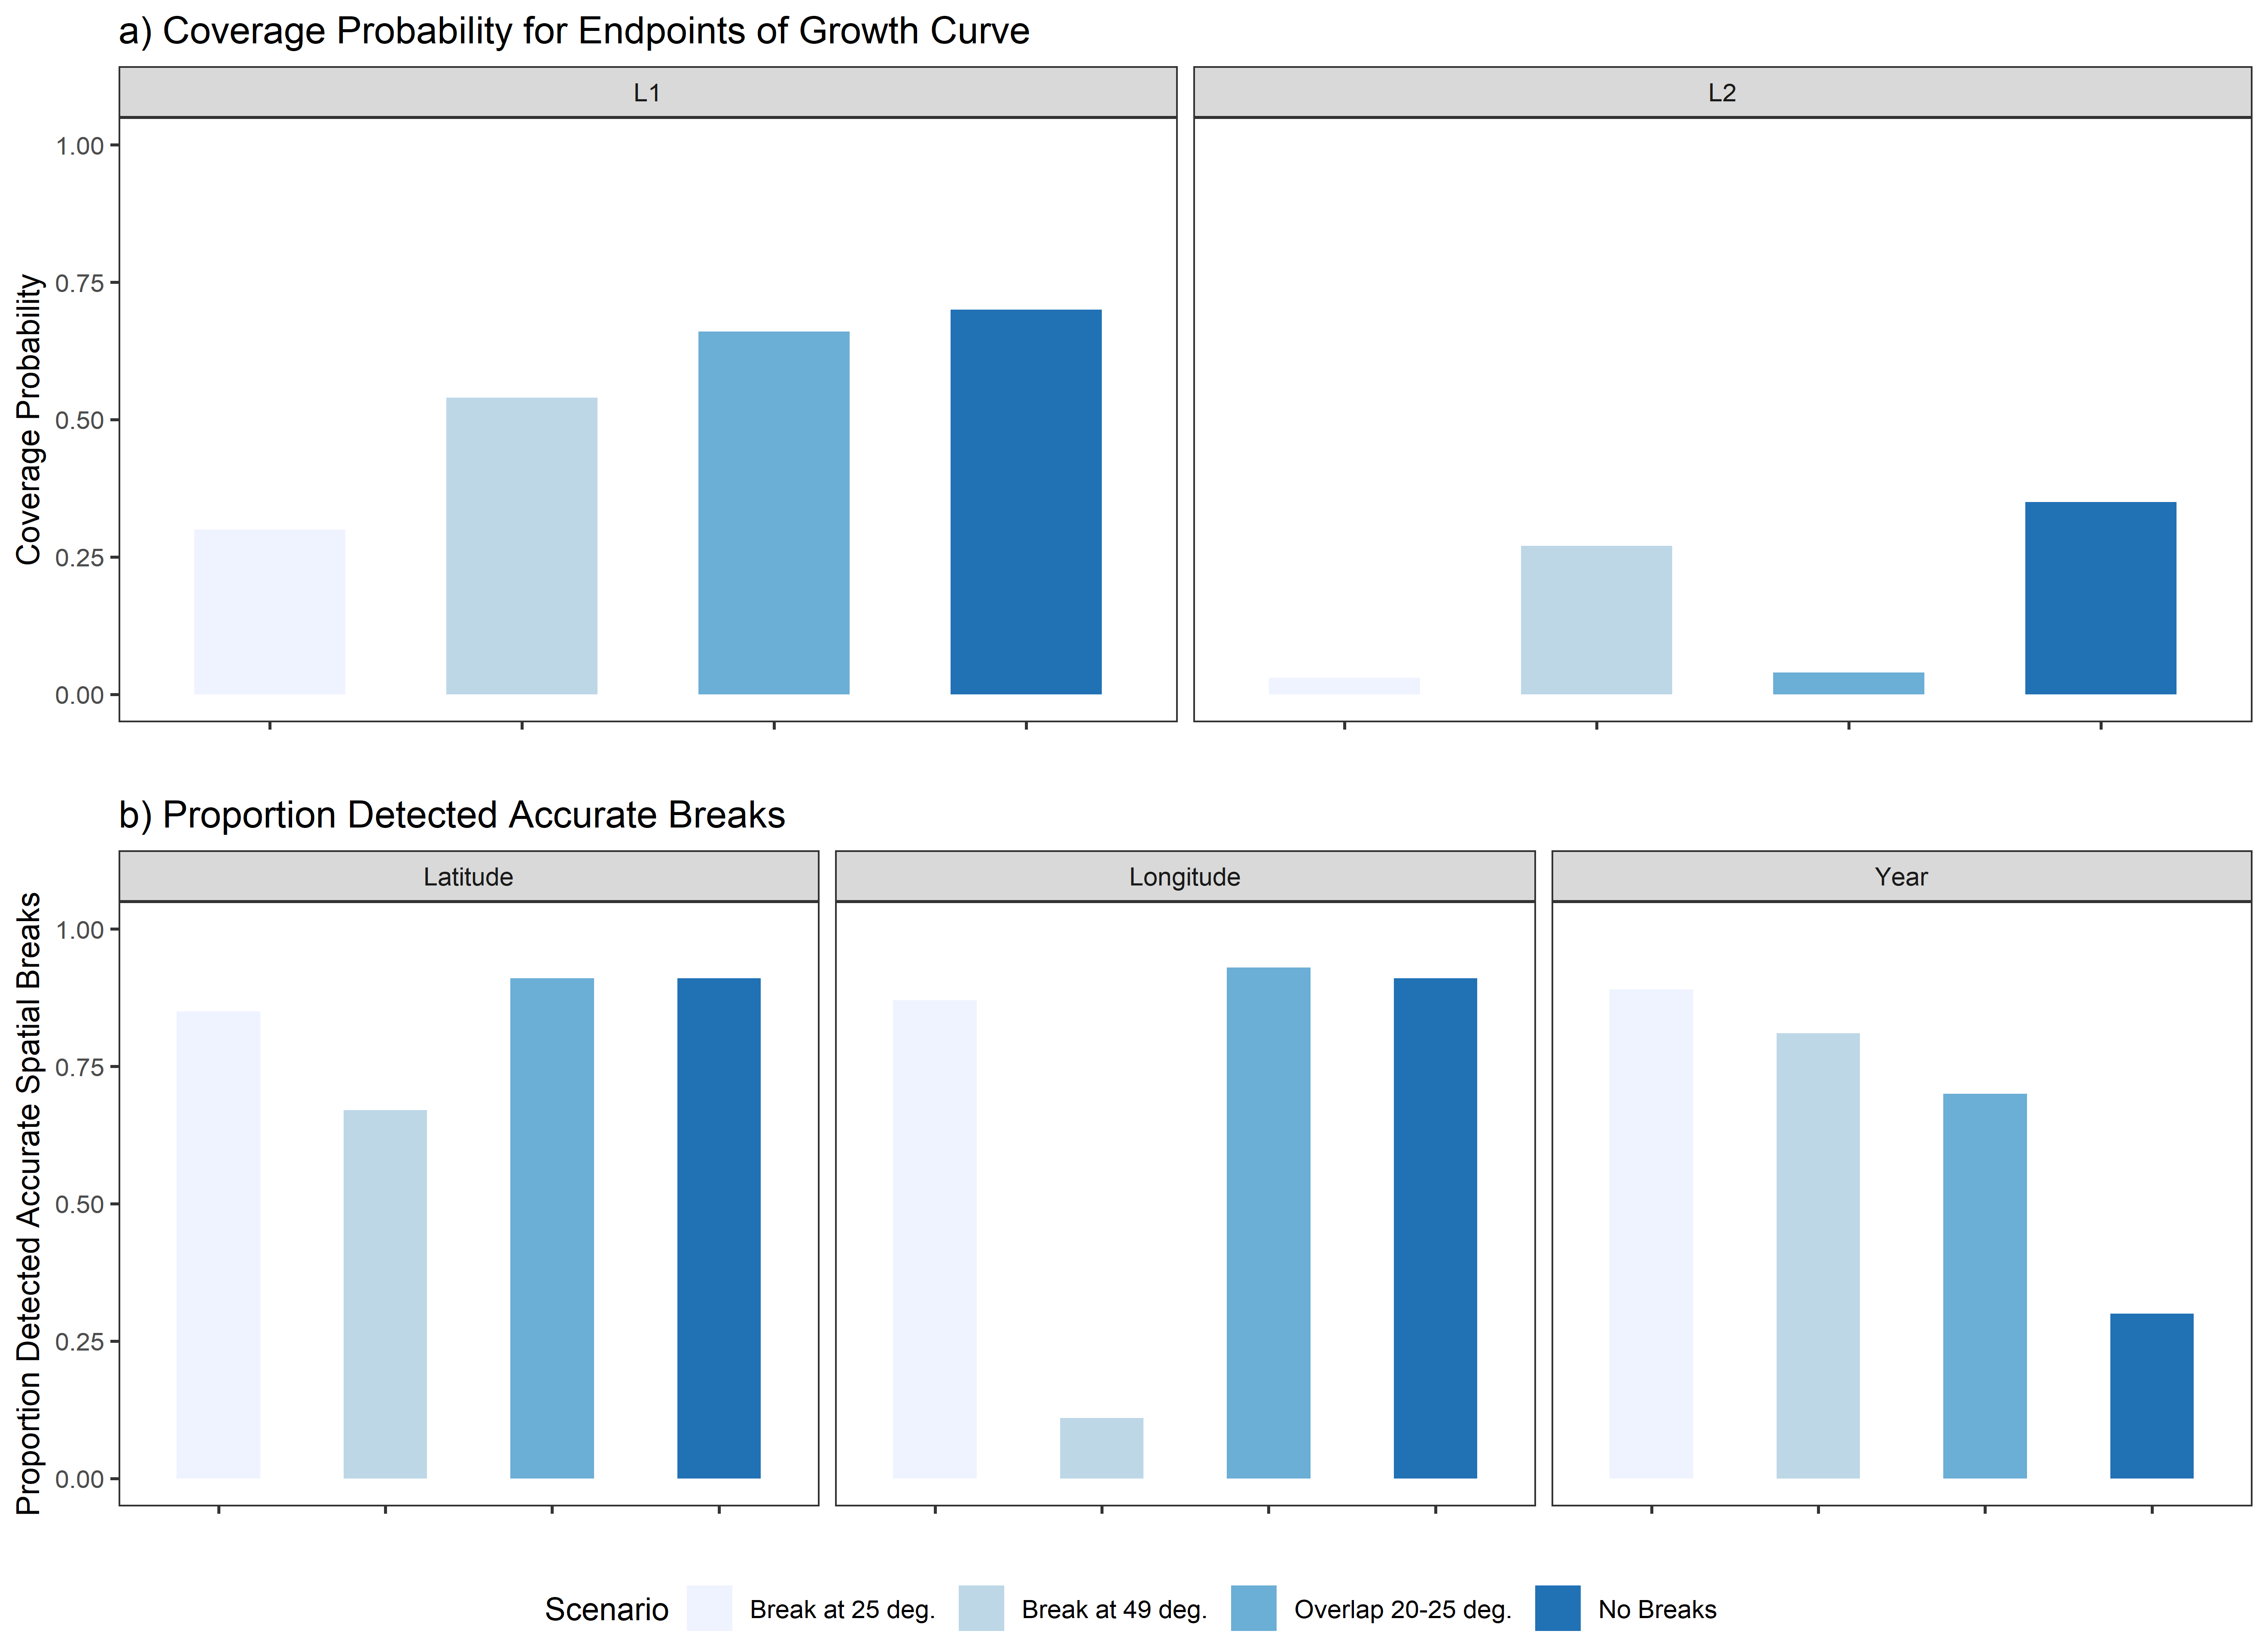 a) Coverage Probability for Endpoints of Growth Curve
L1
L2
Coverage Probability
1.00
0.75
0.50
0.25
0.00
b) Proportion Detected Accurate Breaks
Latitude
Longitude
Year
Proportion Detected Accurate Spatial Breaks
1.00
0.75
0.50
0.25
0.00
Scenario Break at 25 deg. Break at 49 deg. Overlap 20-25 deg. No Breaks